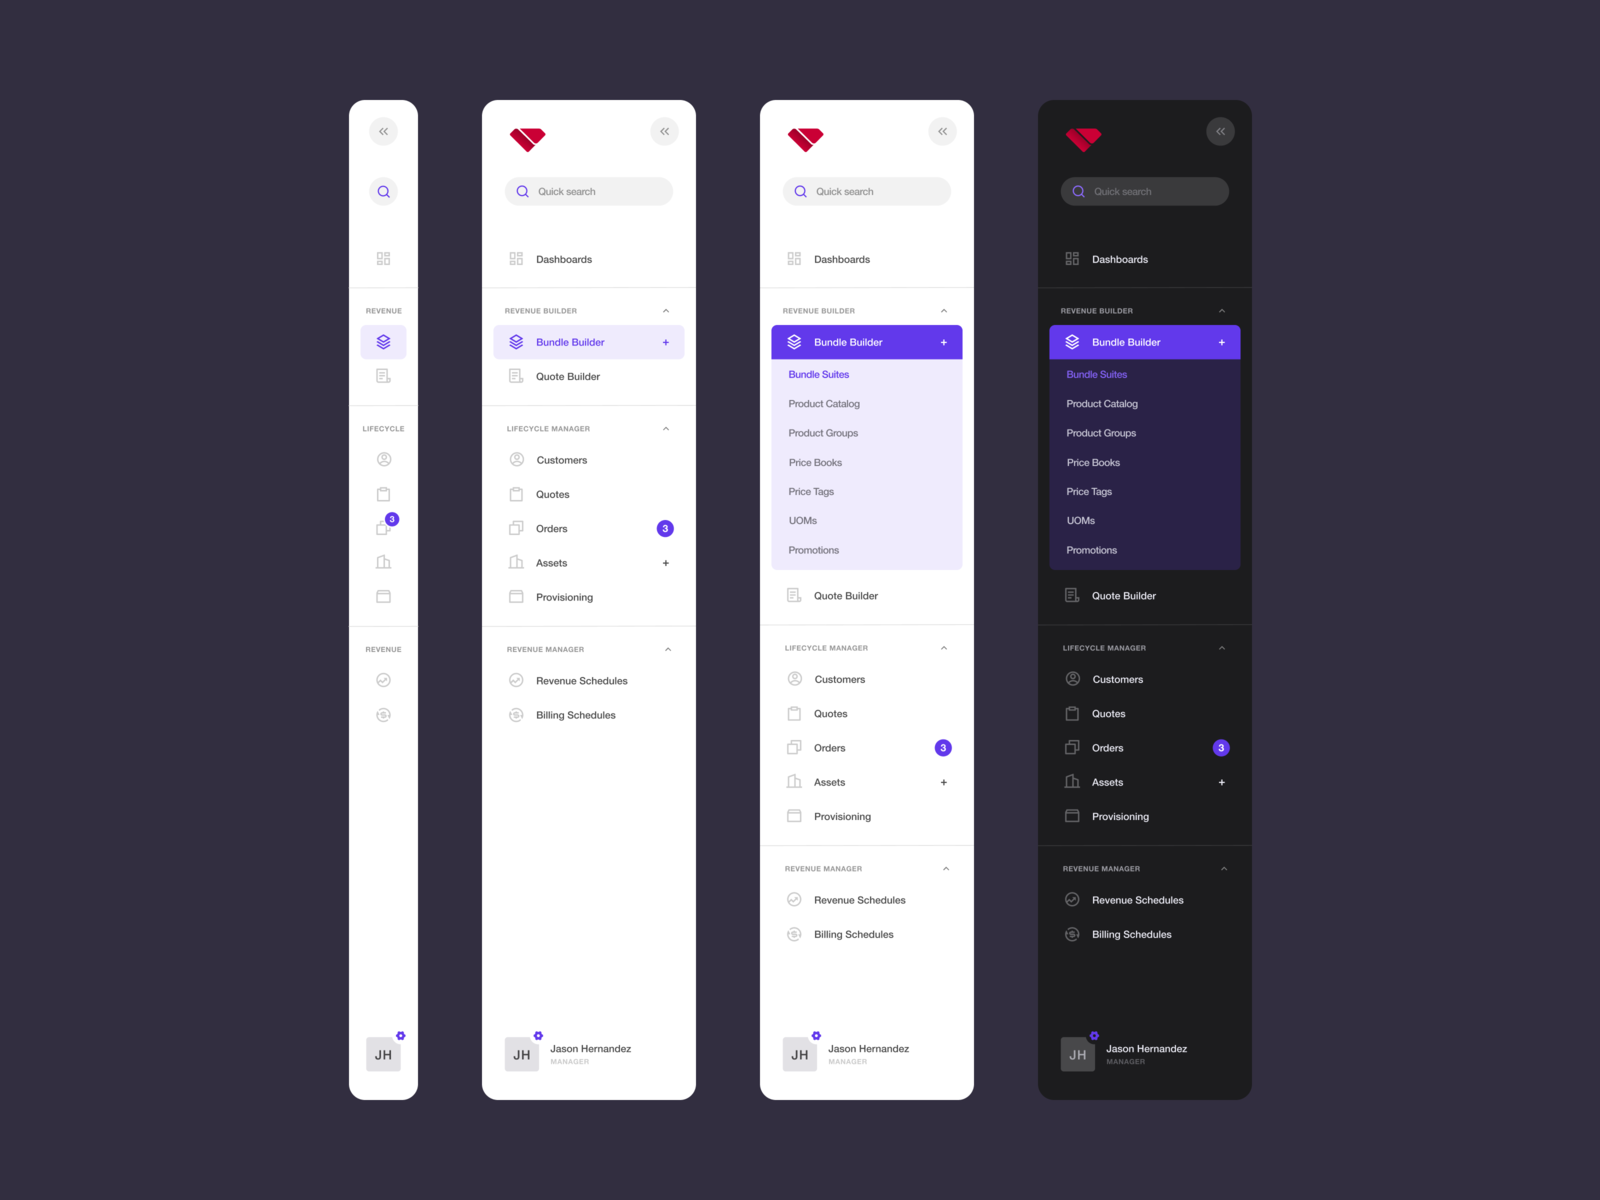 REVENUE
LIFECYCLE
3
REVENUE
JH
Quick search
Dashboards
REVENUE BUILDER
Bundle Builder +
Quote Builder
LIFECYCLE MANAGER
Customers
Quotes
Orders 3
Assets +
Provisioning
REVENUE MANAGER
Revenue Schedules
Billing Schedules
JH
Jason Hernandez
MANAGER
Quick search
Dashboards
REVENUE BUILDER
Bundle Builder +
Bundle Suites
Product Catalog
Product Groups
Price Books
Price Tags
UOMs
Promotions
Quote Builder
LIFECYCLE MANAGER
Customers
Quotes
Orders 3
Assets +
Provisioning
REVENUE MANAGER
Revenue Schedules
Billing Schedules
JH
Jason Hernandez
MANAGER
Quick search
Dashboards
REVENUE BUILDER
Bundle Builder +
Bundle Suites
Product Catalog
Product Groups
Price Books
Price Tags
UOMs
Promotions
Quote Builder
LIFECYCLE MANAGER
Customers
Quotes
Orders 3
Assets +
Provisioning
REVENUE MANAGER
Revenue Schedules
Billing Schedules
JH
Jason Hernandez
MANAGER